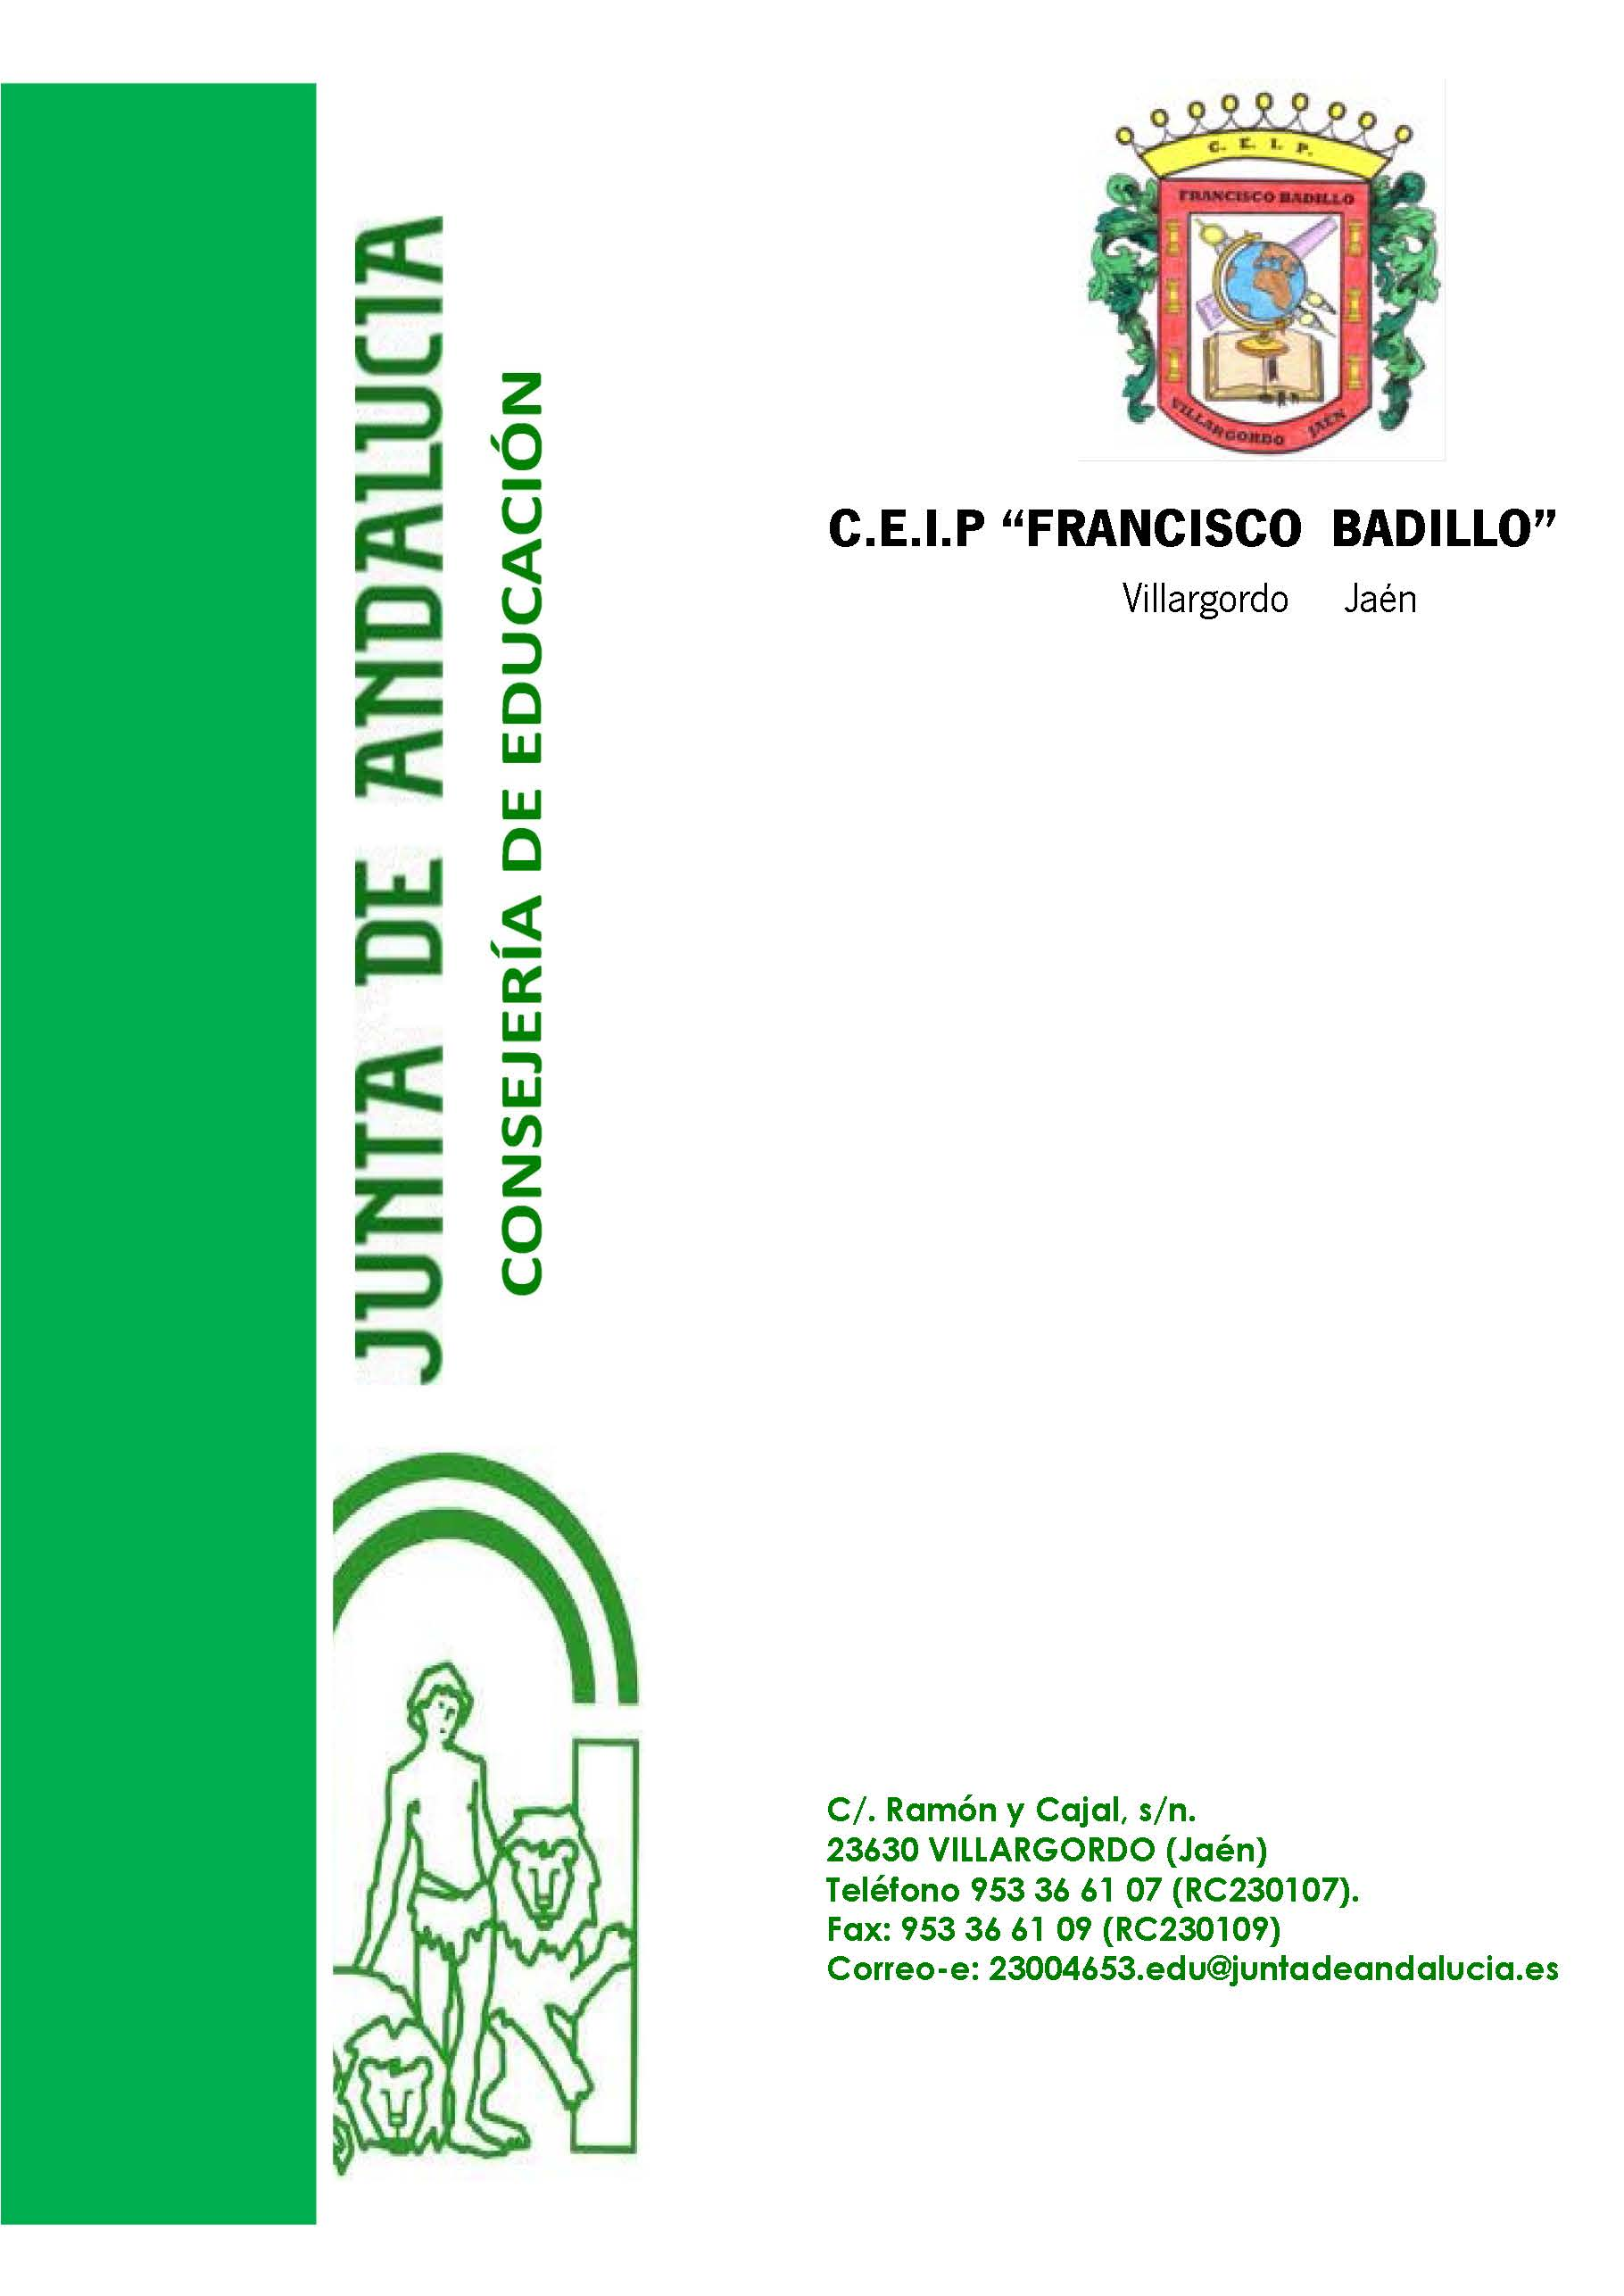 C. E. I. P.
FRANCISCO BADILLO
VILLARGORDO JAEN
C.E.I.P “FRANCISCO BADILLO”
Villargordo Jaén
JUNTA DE ANDALUCIA
CONSEJERÍA DE EDUCACIÓN
C/. Ramón y Cajal, s/n.
23630 VILLARGORDO (Jaén)
Teléfono 953 36 61 07 (RC230107).
Fax: 953 36 61 09 (RC230109)
Correo-e: 23004653.edu@juntadeandalucia.es